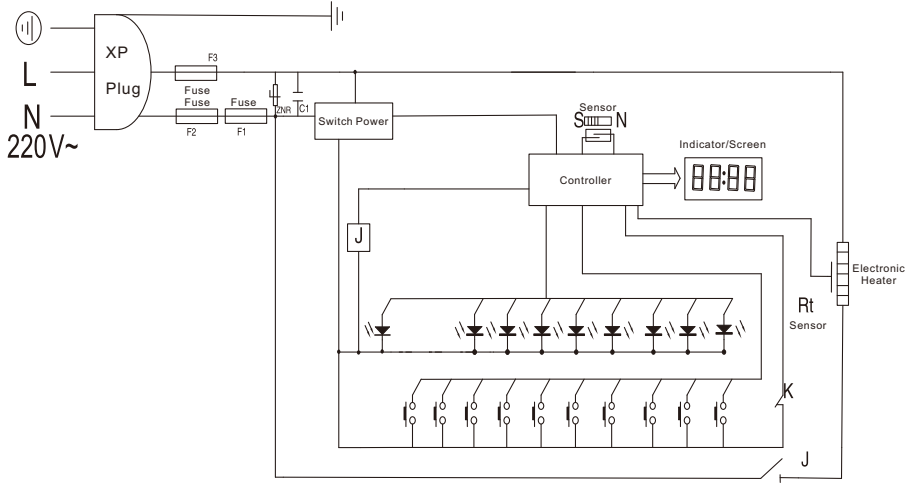 XP
Plug
L
N
220V~
F3
Fuse
Fuse
Fuse
F2
F1
ZNR
C1
Switch Power
Sensor
S
N
Controller
Indicator/Screen
88:88
J
Electronic
Heater
Rt
Sensor
K
J